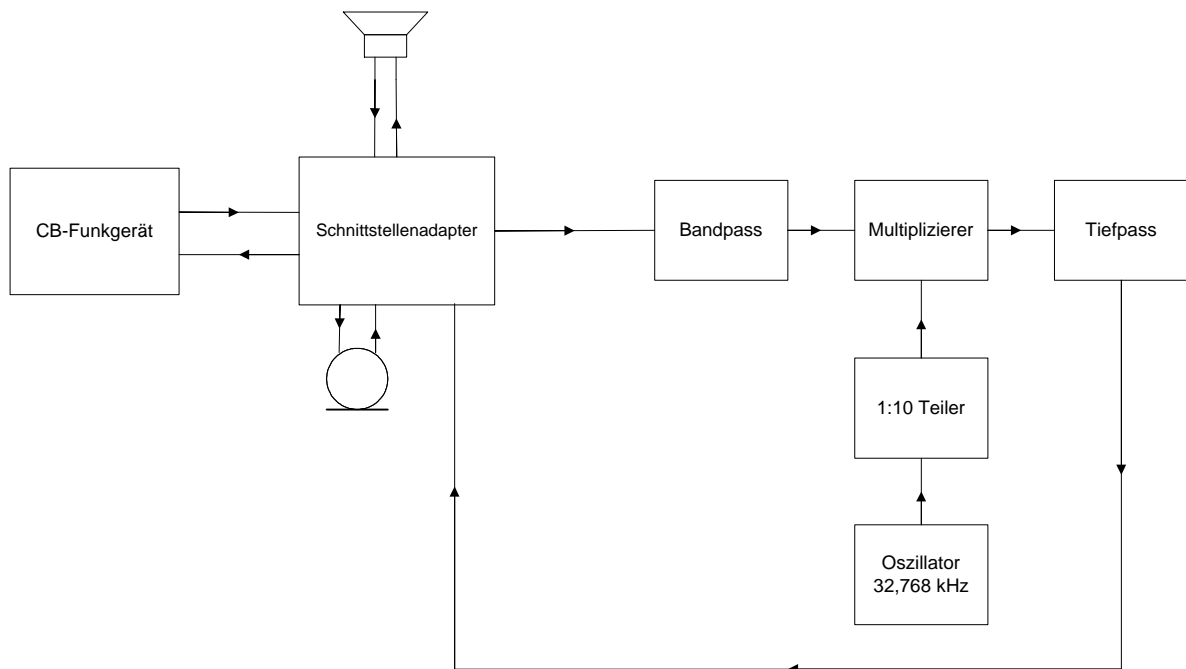 CB-Funkgerät
Schnittstellenadapter
Bandpass
Multiplizierer
Tiefpass
1:10 Teiler
Oszillator
32,768 kHz